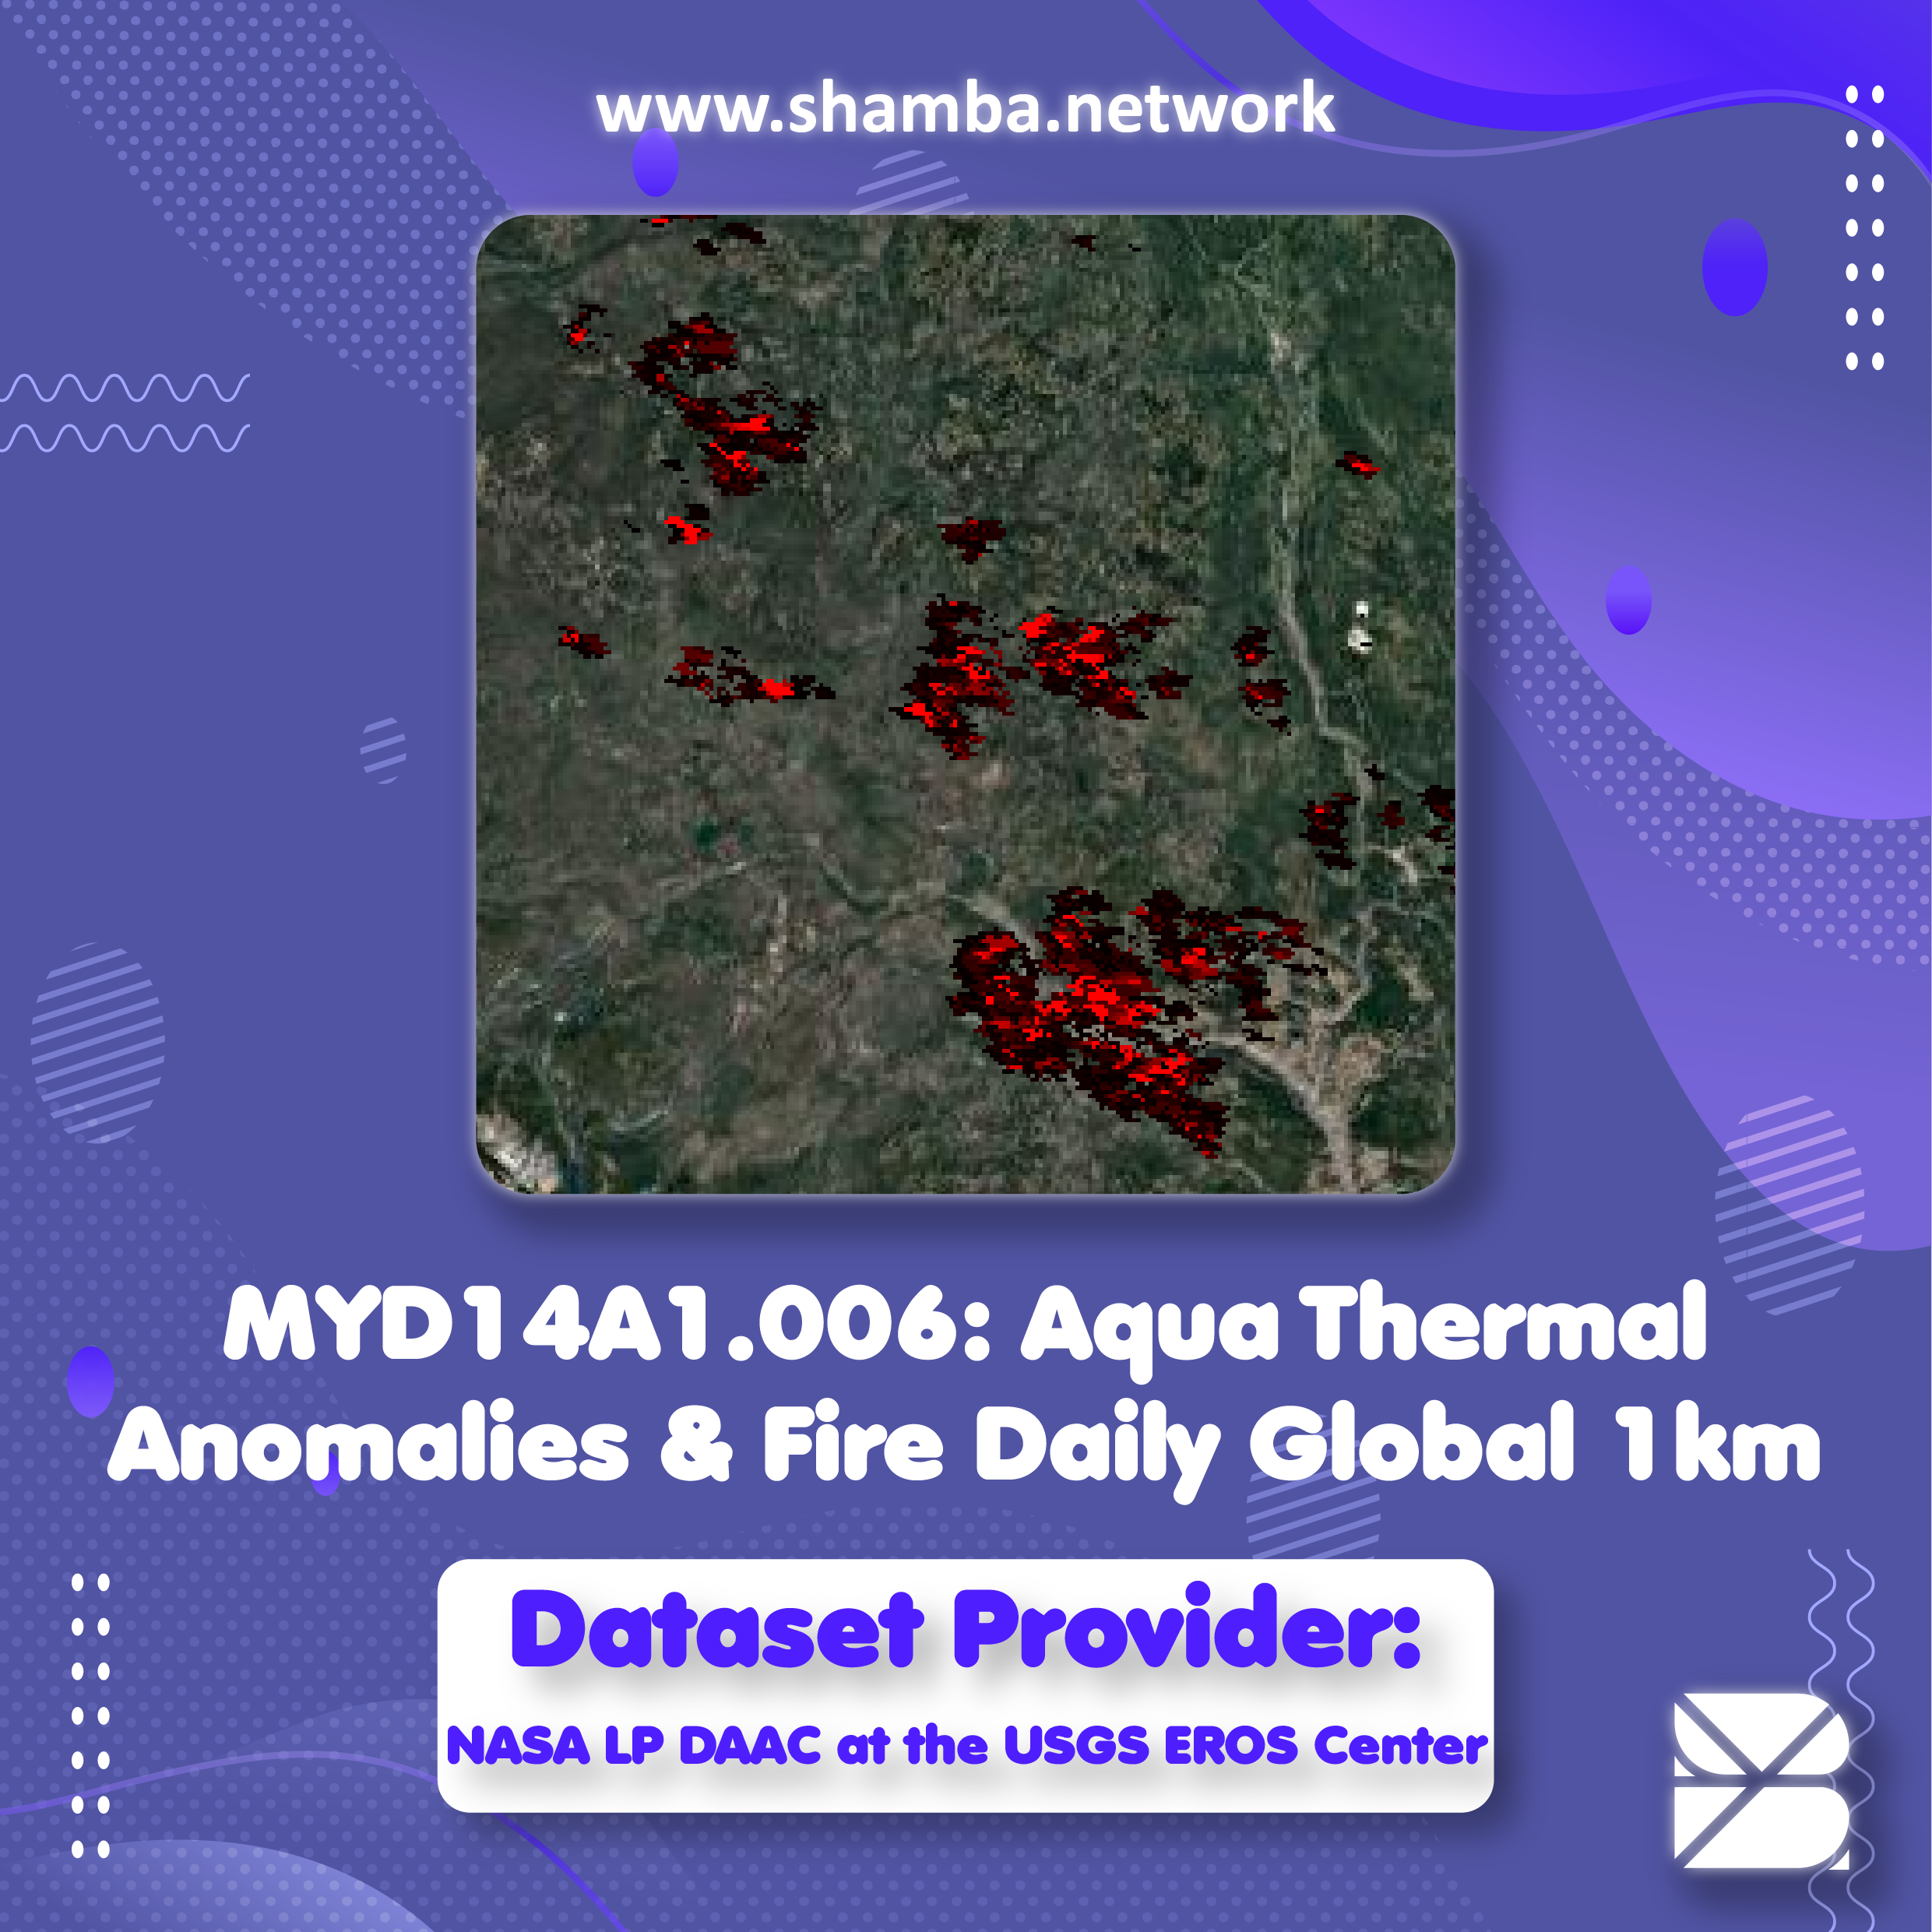 www.shamba.network
MYD14A1.006: Aqua Thermal
Anomalies & Fire Daily Global 1km
Dataset Provider:
NASA LP DAAC at the USGS EROS Center